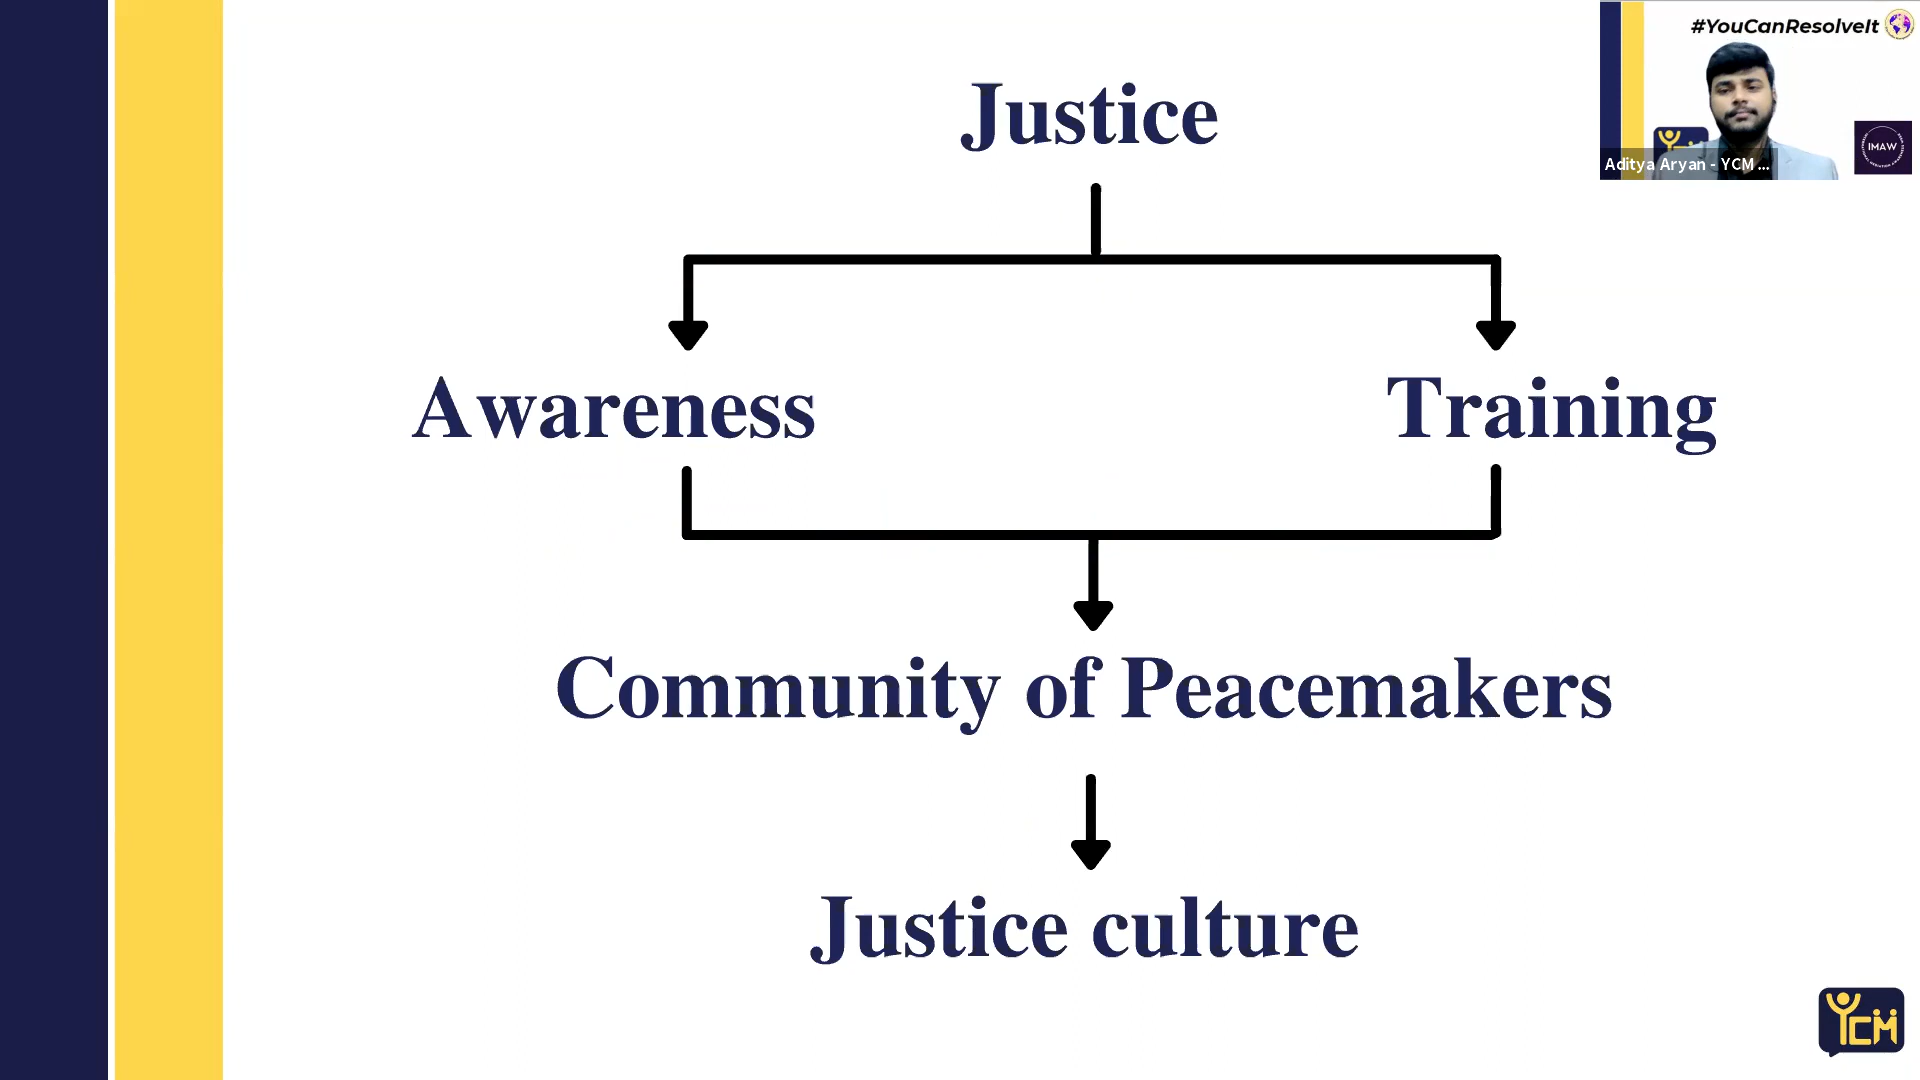 Justice
#YouCanResolveIt
IMAW
Aditya Aryan - YCM ...
Awareness
Training
Community of Peacemakers
Justice culture
YCM